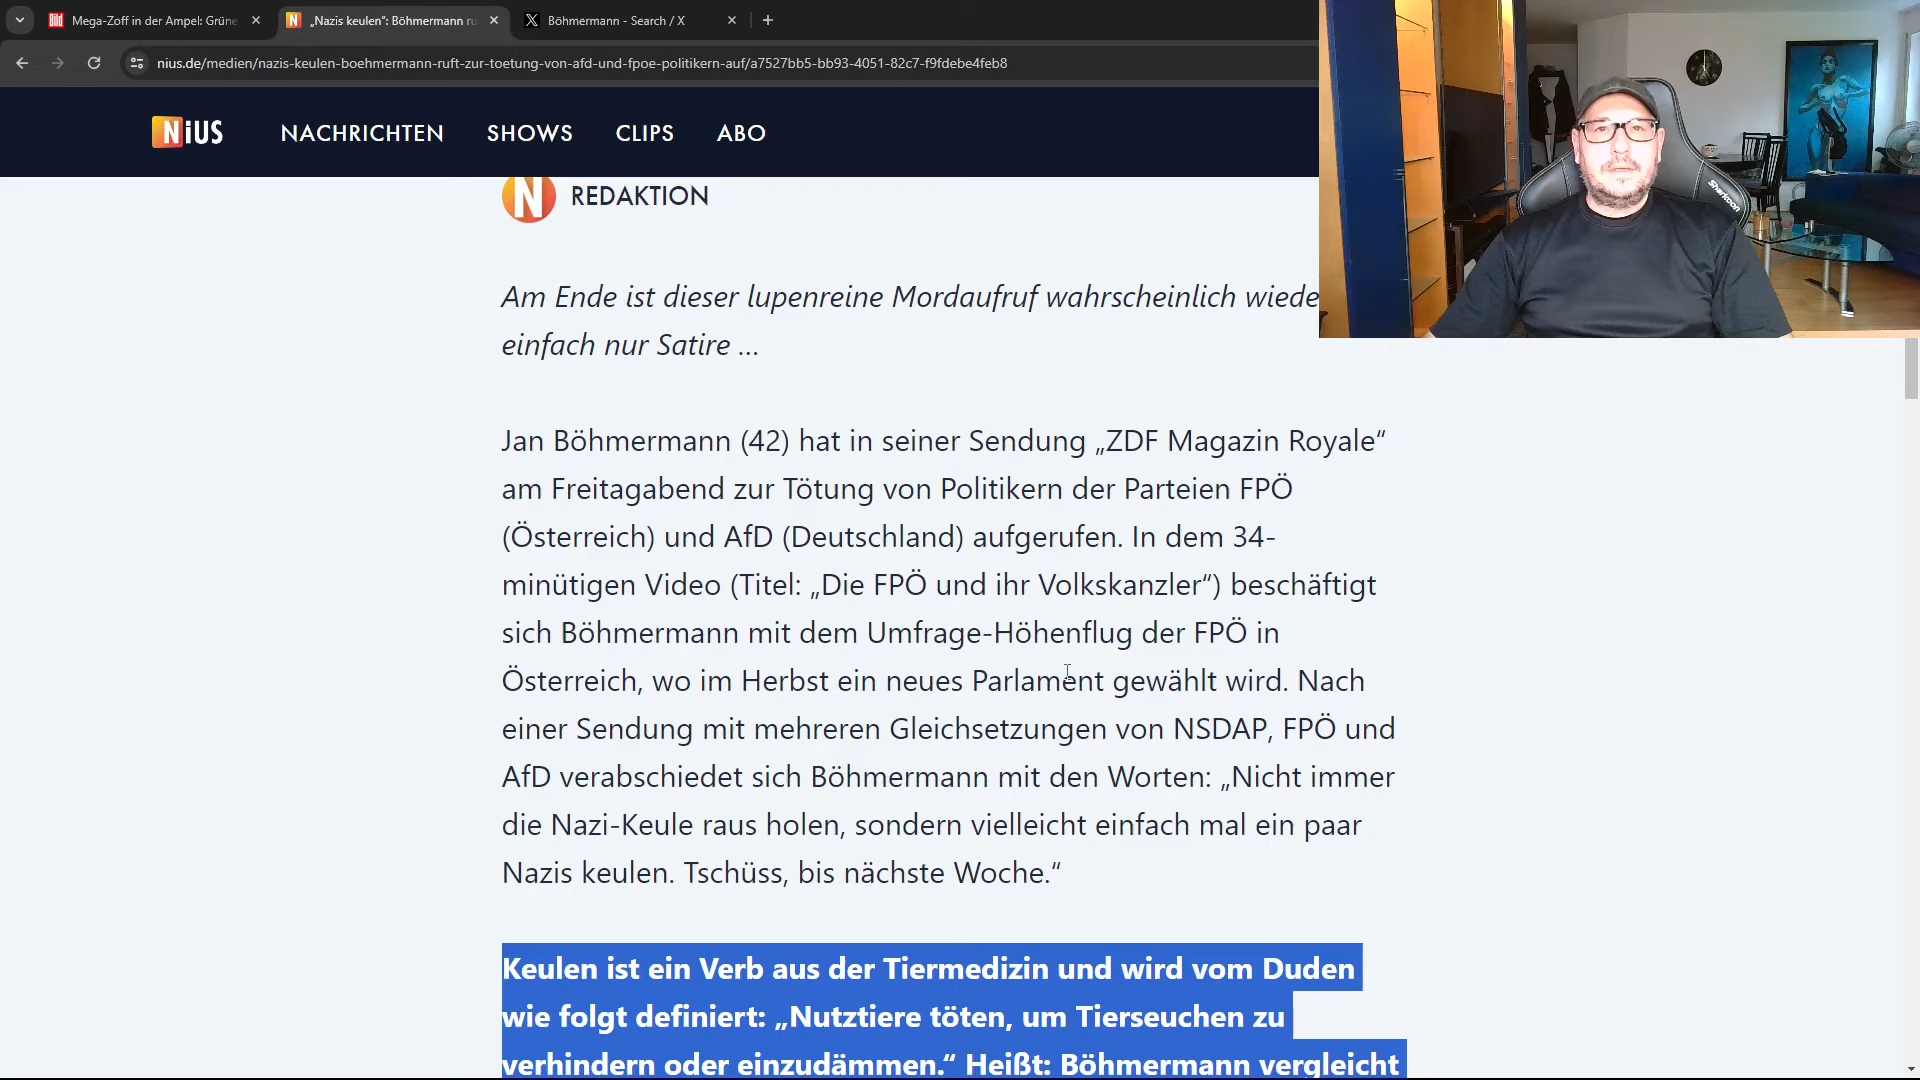 Mega-Zoff in der Ampel: Grüne
„Nazis keulen“: Böhmermann ru
Böhmermann - Search / X
nius.de/medien/nazis-keulen-boehmermann-ruft-zur-toetung-von-afd-und-fpoe-politikern-auf/a7527bb5-bb93-4051-82c7-f9fdebe4feb8
NiUS
NACHRICHTEN
SHOWS
CLIPS
ABO
REDAKTION
Am Ende ist dieser lupenreine Mordaufruf wahrscheinlich wiede
einfach nur Satire …
Jan Böhmermann (42) hat in seiner Sendung „ZDF Magazin Royale“
am Freitagabend zur Tötung von Politikern der Parteien FPÖ
(Österreich) und AfD (Deutschland) aufgerufen. In dem 34-
minütigen Video (Titel: „Die FPÖ und ihr Volkskanzler“) beschäftigt
sich Böhmermann mit dem Umfrage-Höhenflug der FPÖ in
Österreich, wo im Herbst ein neues Parlament gewählt wird. Nach
einer Sendung mit mehreren Gleichsetzungen von NSDAP, FPÖ und
AfD verabschiedet sich Böhmermann mit den Worten: „Nicht immer
die Nazi-Keule raus holen, sondern vielleicht einfach mal ein paar
Nazis keulen. Tschüss, bis nächste Woche.“
Keulen ist ein Verb aus der Tiermedizin und wird vom Duden
wie folgt definiert: „Nutztiere töten, um Tierseuchen zu
verhindern oder einzudämmen.“ Heißt: Böhmermann vergleicht
Sharkoon